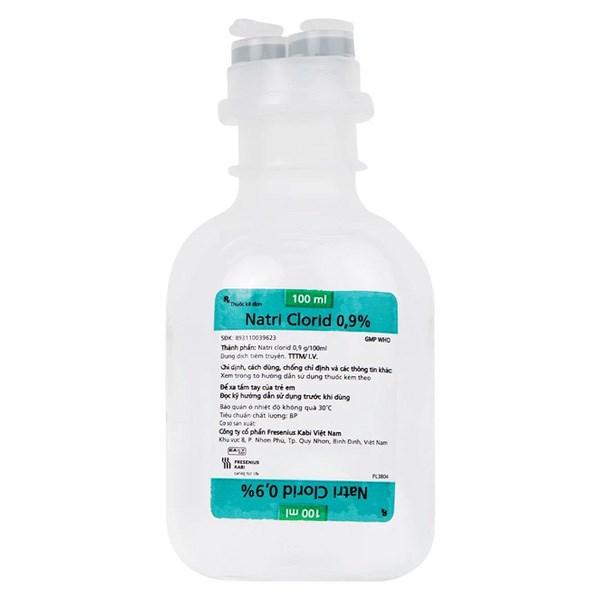 100 ml
Rx Thuốc kê đơn
Natri Clorid 0,9%
SĐK: 893110039623
GMP WHO
Thành phần: Natri clorid 0,9 g/100ml
Dung dịch tiêm truyền. TTTM/ I.V.
Chỉ định, cách dùng, chống chỉ định và các thông tin khác:
Xem trong tờ hướng dẫn sử dụng thuốc kèm theo
Để xa tầm tay của trẻ em
Đọc kỹ hướng dẫn sử dụng trước khi dùng
Bảo quản ở nhiệt độ không quá 30°C
Tiêu chuẩn chất lượng: BP
Cơ sở sản xuất:
Công ty cổ phần Fresenius Kabi Việt Nam
Khu vực 8, P. Nhơn Phú, Tp. Quy Nhơn, Bình Định, Việt Nam
FRESENIUS
KABI
caring for life
Natri Clorid 0,9%
Rx
100 ml